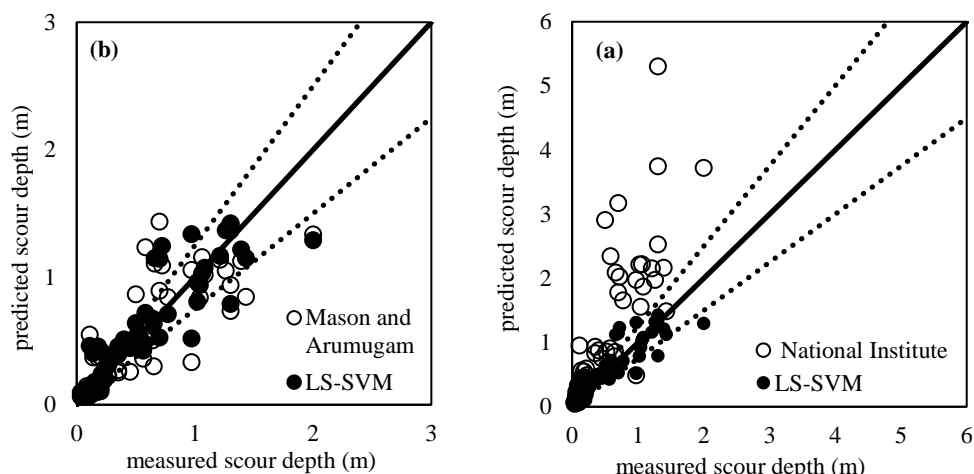 3
(b)
2
predicted scour depth (m)
1
Mason and
Arumugam
LS-SVM
0
0 1 2 3
measured scour depth (m)
6
(a)
5
4
predicted scour depth (m)
3
2
1
National Institute
LS-SVM
0
0 1 2 3 4 5 6
measured scour depth (m)